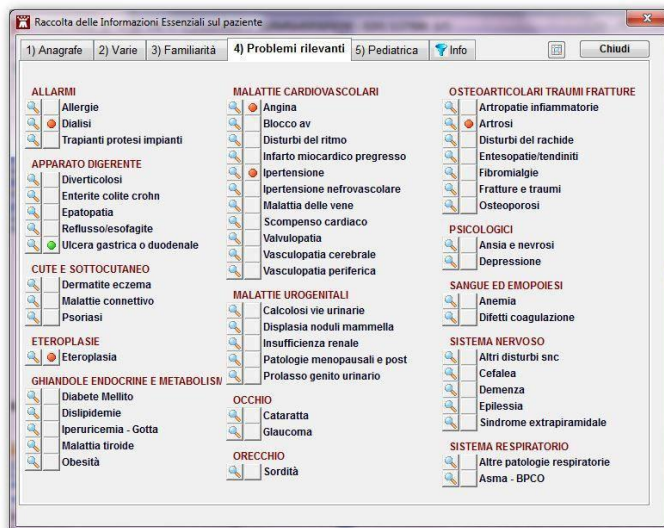 Raccolta delle Informazioni Essenziali sul paziente
1) Anagrafe
2) Varie
3) Familiarità
4) Problemi rilevanti
5) Pediatrica
Info
Chiudi
ALLARMI
Allergie
Dialisi
Trapianti protesi impianti
APPARATO DIGERENTE
Diverticolosi
Enterite colite crohn
Epatopatia
Reflusso/esofagite
Ulcera gastrica o duodenale
CUTE E SOTTOCUTANEO
Dermatite eczema
Malattie connettivo
Psoriasi
ETEROPLASIE
Eteroplasia
GHIANDOLE ENDOCRINE E METABOLISM
Diabete Mellito
Dislipidemie
Iperuricemia - Gotta
Malattia tiroide
Obesità
MALATTIE CARDIOVASCOLARI
Angina
Blocco av
Disturbi del ritmo
Infarto miocardico pregresso
Ipertensione
Ipertensione nefrovascolare
Malattia delle vene
Scompenso cardiaco
Valvulopatia
Vasculopatia cerebrale
Vasculopatia periferica
MALATTIE UROGENITALI
Calcolosi vie urinarie
Displasia noduli mammella
Insufficienza renale
Patologie menopausali e post
Prolasso genito urinario
OCCHIO
Cataratta
Glaucoma
ORECCHIO
Sordità
OSTEOARTICOLARI TRAUMI FRATTURE
Artropatie infiammatorie
Artrosi
Disturbi del rachide
Entesopatie/tendiniti
Fibromialgie
Fratture e traumi
Osteoporosi
PSICOLOGICI
Ansia e nevrosi
Depressione
SANGUE ED EMOPOIESI
Anemia
Difetti coagulazione
SISTEMA NERVOSO
Altri disturbi snc
Cefalea
Demenza
Epilessia
Sindrome extrapiramidale
SISTEMA RESPIRATORIO
Altre patologie respiratorie
Asma - BPCO